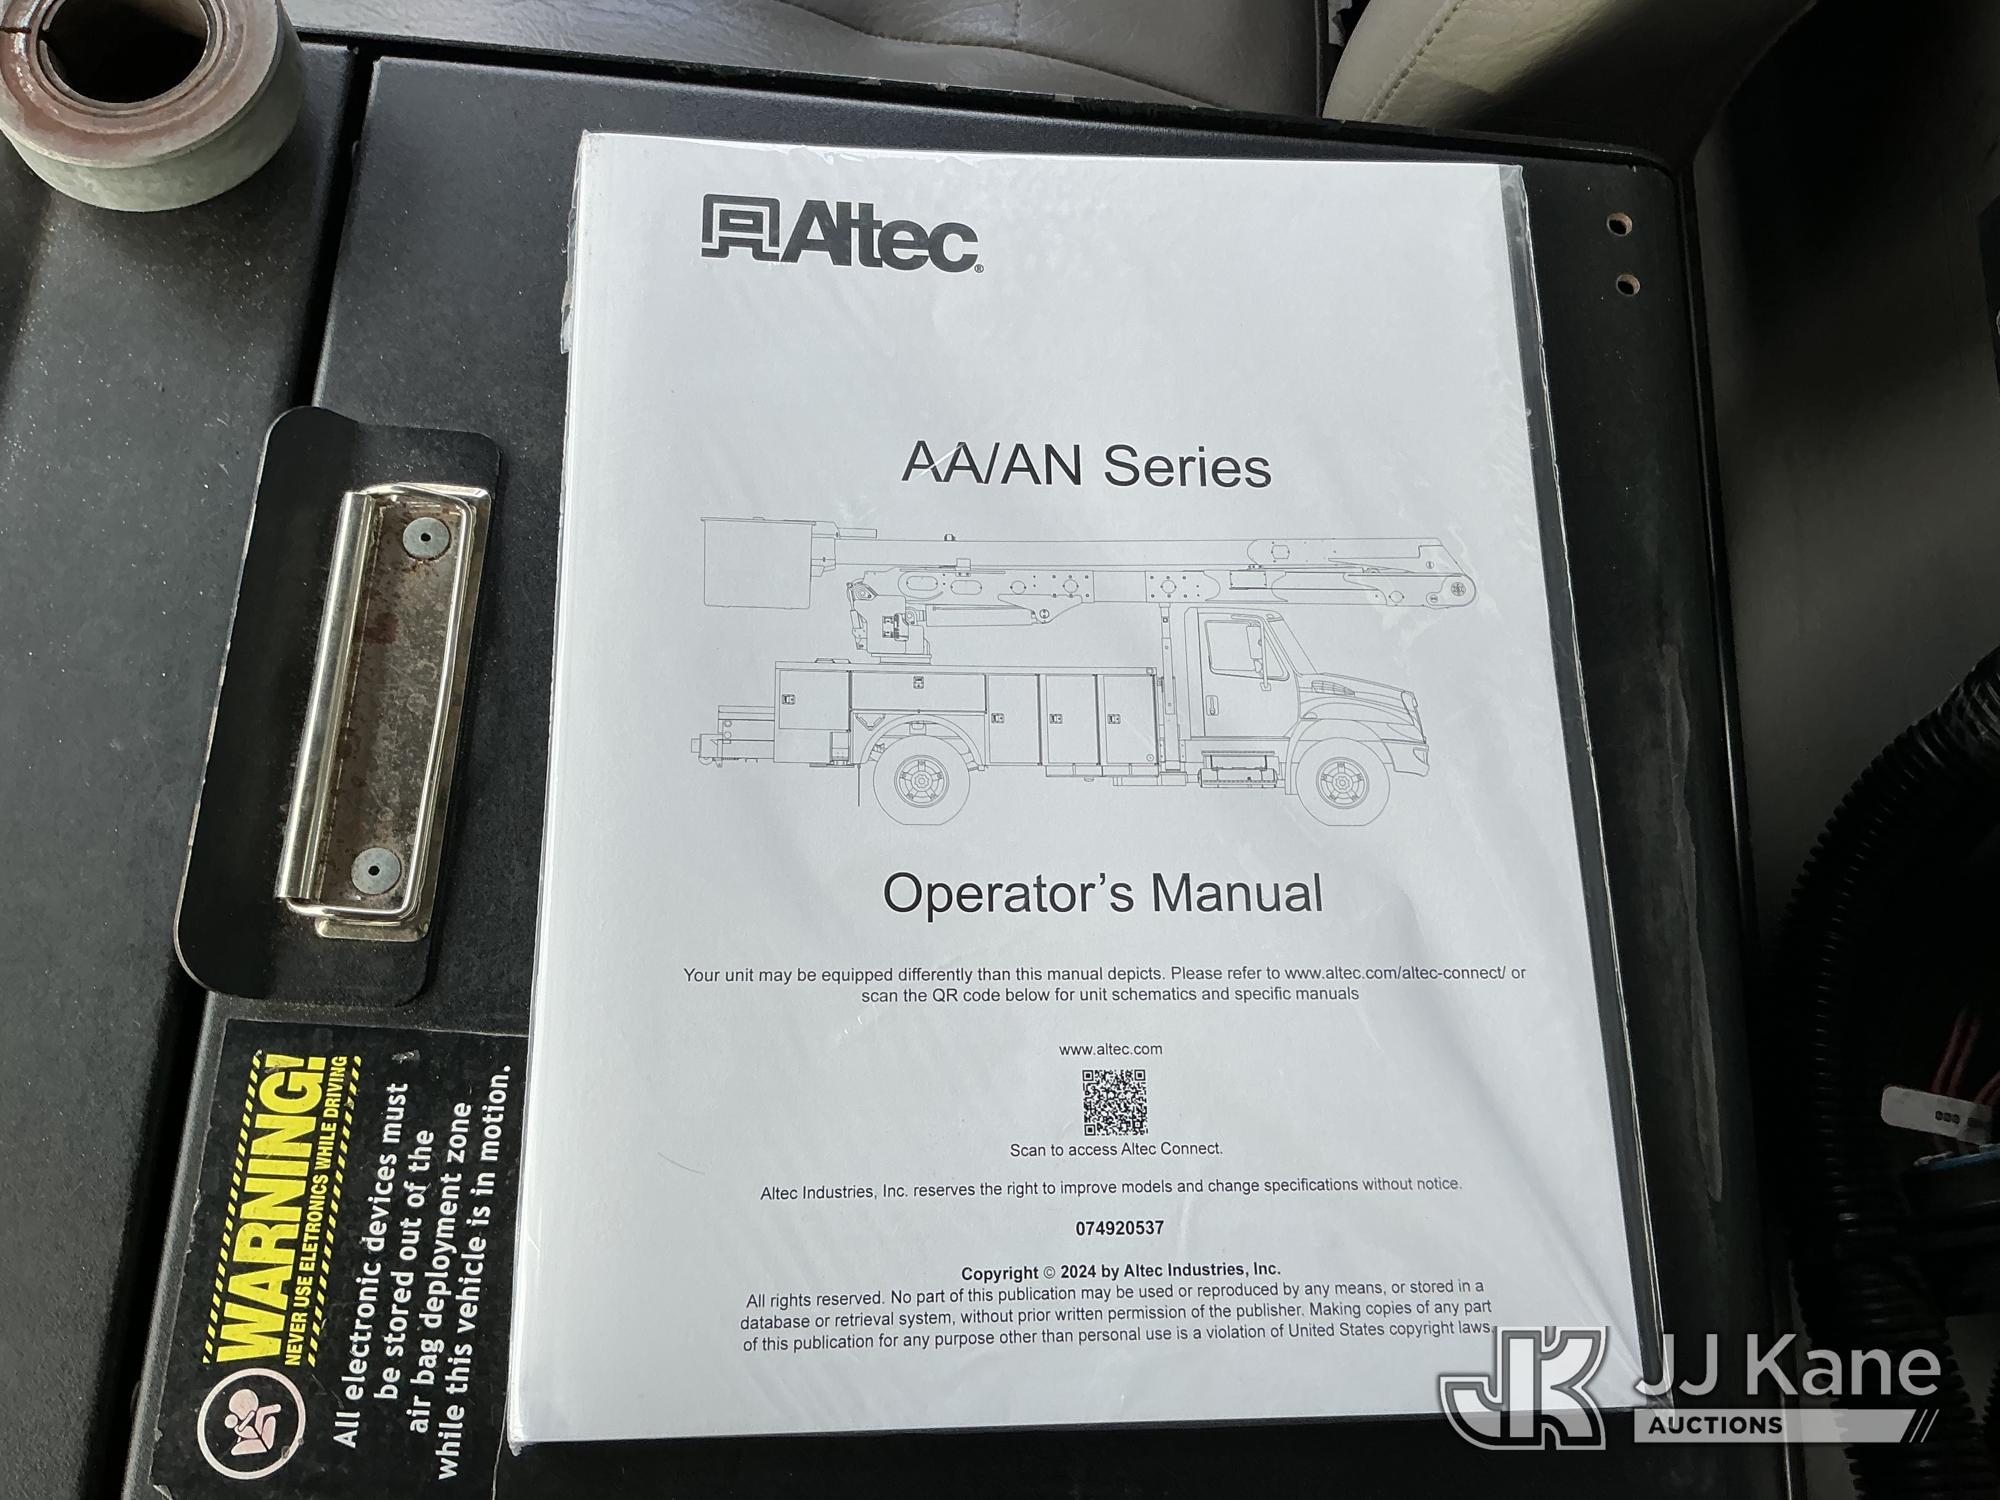 Altec®
AA/AN Series
Operator's Manual
Your unit may be equipped differently than this manual depicts. Please refer to www.altec.com/altec-connect/ or
scan the QR code below for unit schematics and specific manuals
www.altec.com
Scan to access Altec Connect.
Altec Industries, Inc. reserves the right to improve models and change specifications without notice.
074920537
Copyright © 2024 by Altec Industries, Inc.
All rights reserved. No part of this publication may be used or reproduced by any means, or stored in a
database or retrieval system, without prior written permission of the publisher. Making copies of any part
of this publication for any purpose other than personal use is a violation of United States copyright laws.
WARNING!
NEVER USE ELETRONICS WHILE DRIVING
All electronic devices must
be stored out of the
air bag deployment zone
while this vehicle is in motion.
JK JJ Kane
AUCTIONS